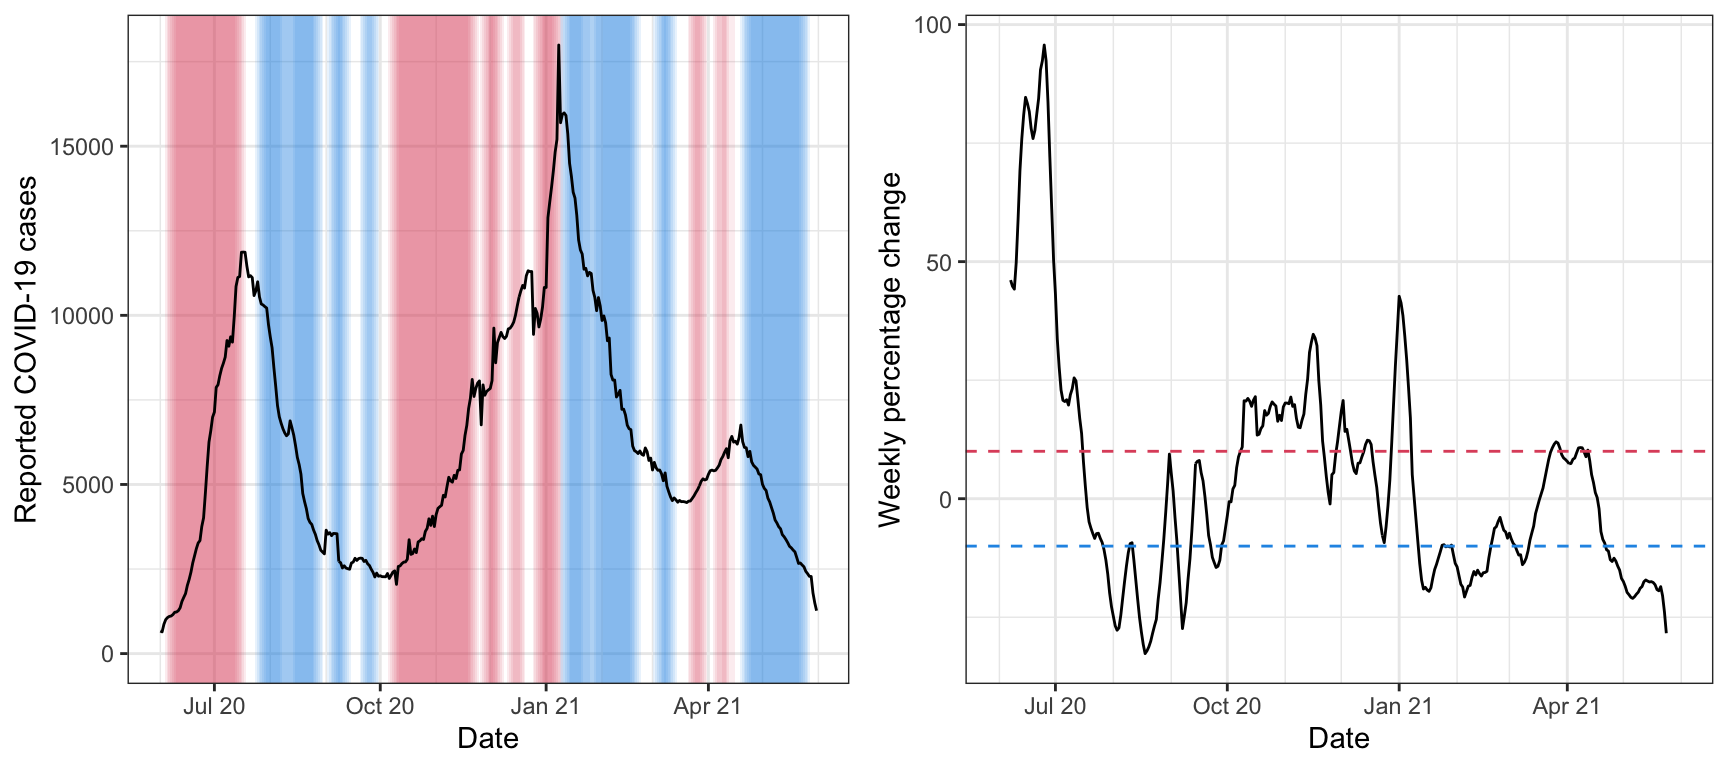 Reported COVID-19 cases
15000
10000
5000
0
Jul 20
Oct 20
Jan 21
Apr 21
Date
Weekly percentage change
100
50
0
Jul 20
Oct 20
Jan 21
Apr 21
Date